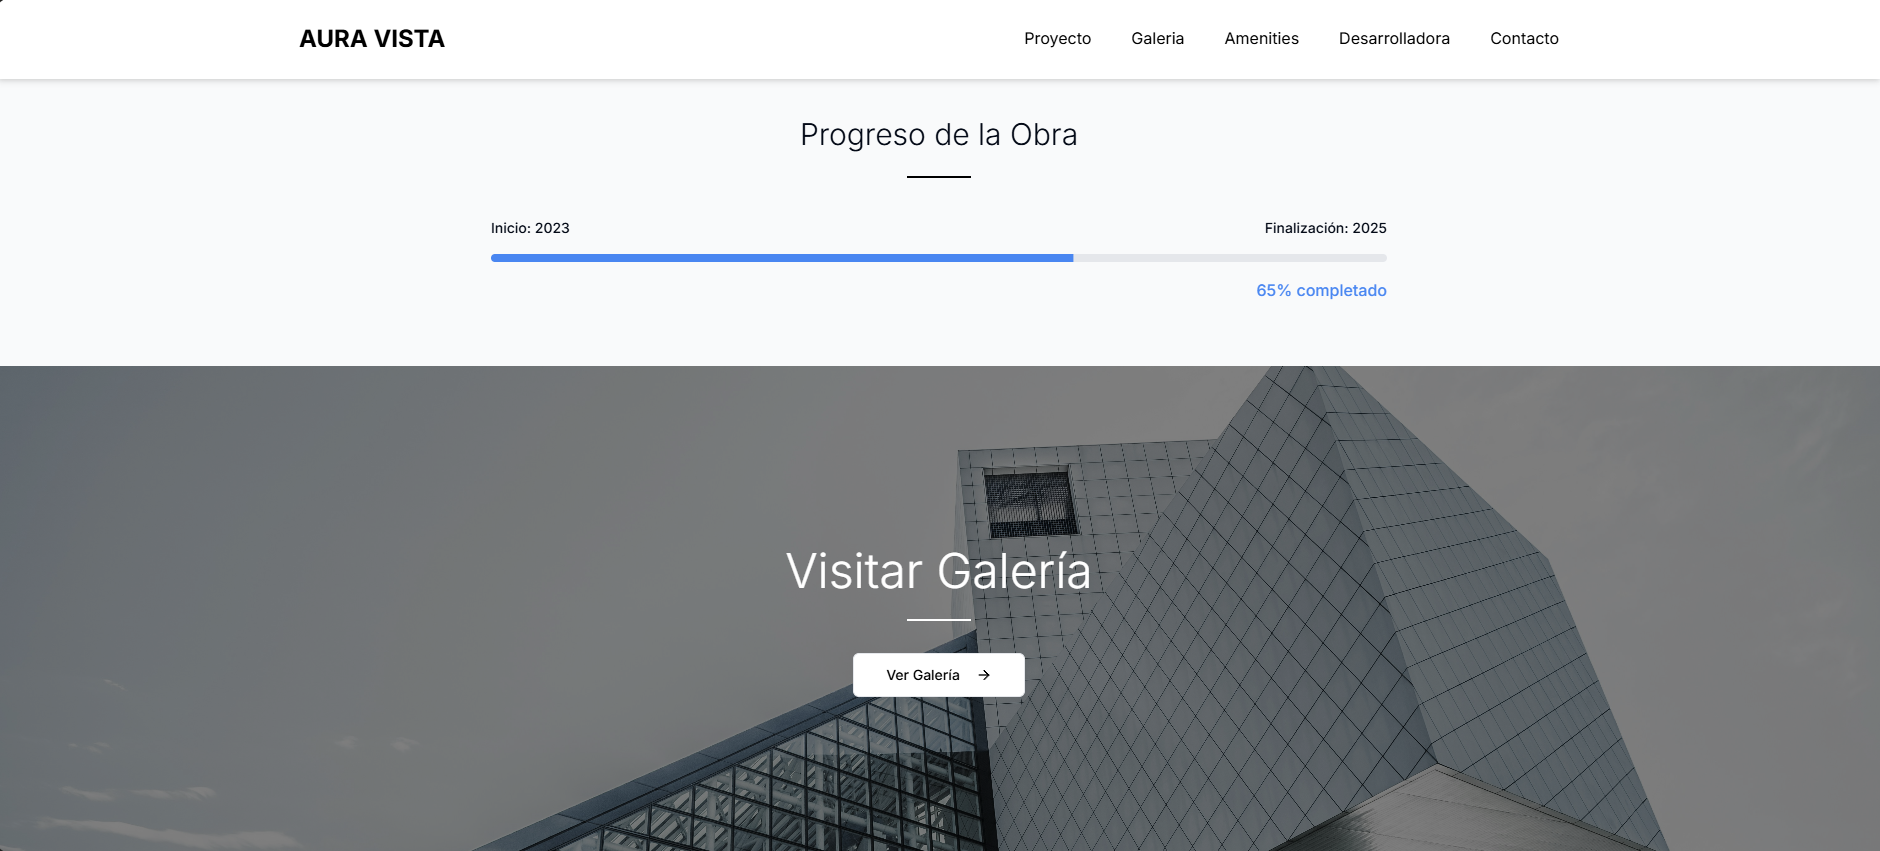 AURA VISTA
Proyecto
Galeria
Amenities
Desarrolladora
Contacto
Progreso de la Obra
Inicio: 2023
Finalización: 2025
65% completado
Visitar Galería
Ver Galería →